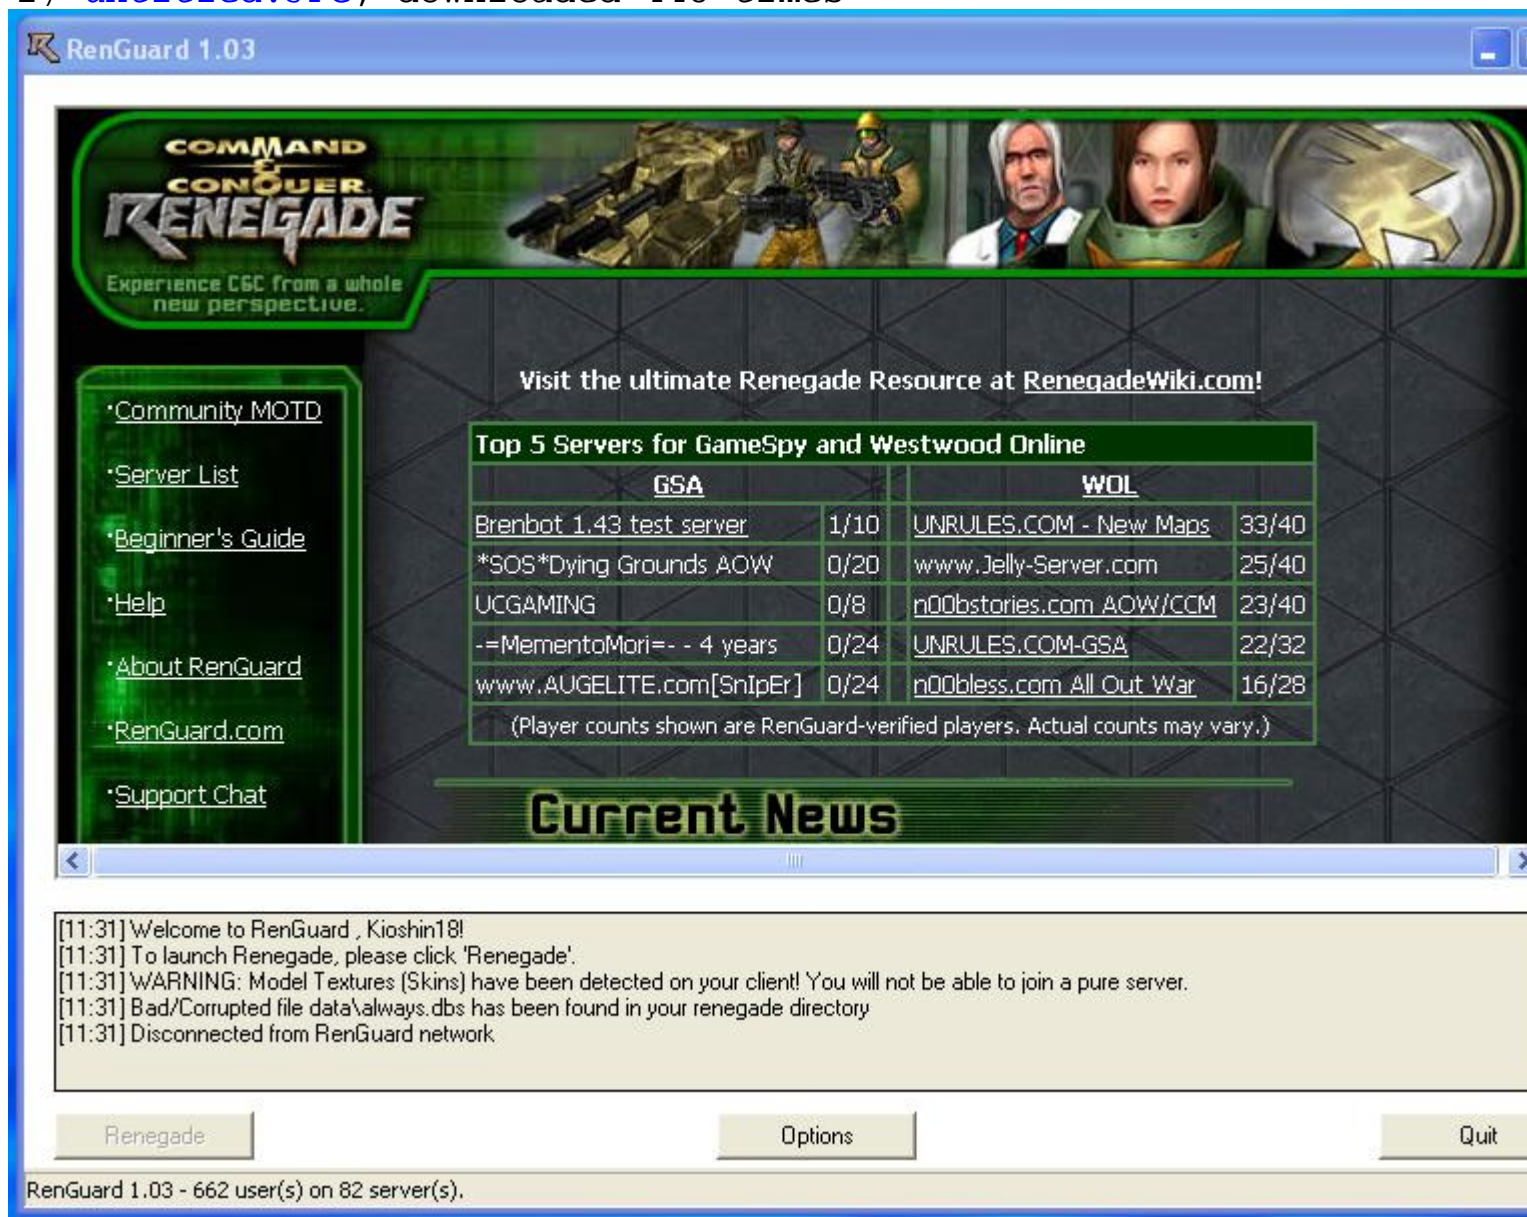 RenGuard 1.03
COMMAND
&
CONQUER
RENEGADE
Experience C&C from a whole
new perspective.
Visit the ultimate Renegade Resource at RenegadeWiki.com!
·Community MOTD
·Server List
·Beginner's Guide
·Help
·About RenGuard
·RenGuard.com
·Support Chat
Top 5 Servers for GameSpy and Westwood Online
GSA WOL
Brenbot 1.43 test server 1/10 UNRULES.COM - New Maps 33/40
*SOS*Dying Grounds AOW 0/20 www.Jelly-Server.com 25/40
UCGAMING 0/8 n00bstories.com AOW/CCM 23/40
-=MementoMori=- - 4 years 0/24 UNRULES.COM-GSA 22/32
www.AUGELITE.com[SnIpEr] 0/24 n00bless.com All Out War 16/28
(Player counts shown are RenGuard-verified players. Actual counts may vary.)
Current News
[11:31] Welcome to RenGuard , Kioshin18!
[11:31] To launch Renegade, please click 'Renegade'.
[11:31] WARNING: Model Textures (Skins) have been detected on your client! You will not be able to join a pure server.
[11:31] Bad/Corrupted file data\always.dbs has been found in your renegade directory
[11:31] Disconnected from RenGuard network
Renegade Options Quit
RenGuard 1.03 - 662 user(s) on 82 server(s).